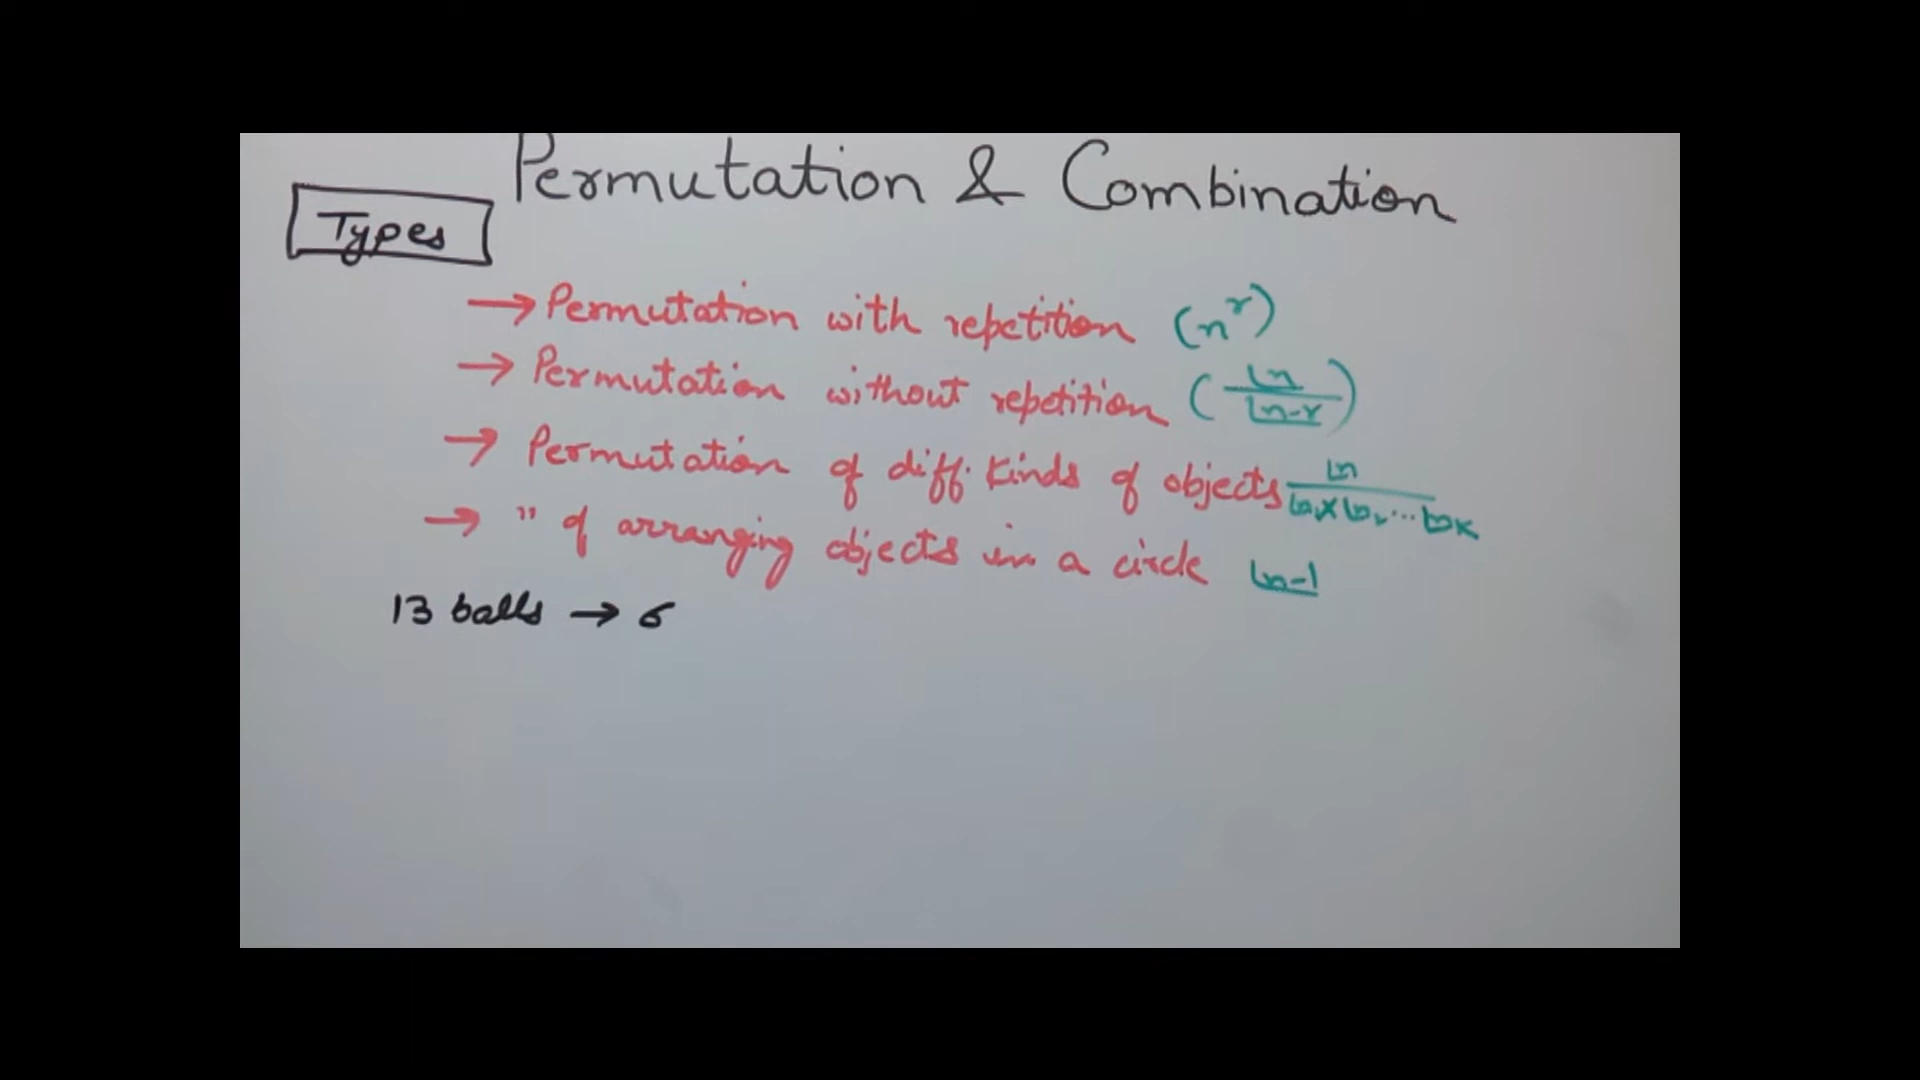 Permutation & Combination
Types
→ Permutation with repetition (n^r)
→ Permutation without repetition (⌊n / ⌊n-r)
→ Permutation of diff. kinds of objects ⌊n / ⌊n₁ x ⌊n₂ ... ⌊nₖ
→ " of arranging objects in a circle ⌊n-1
13 balls → 6